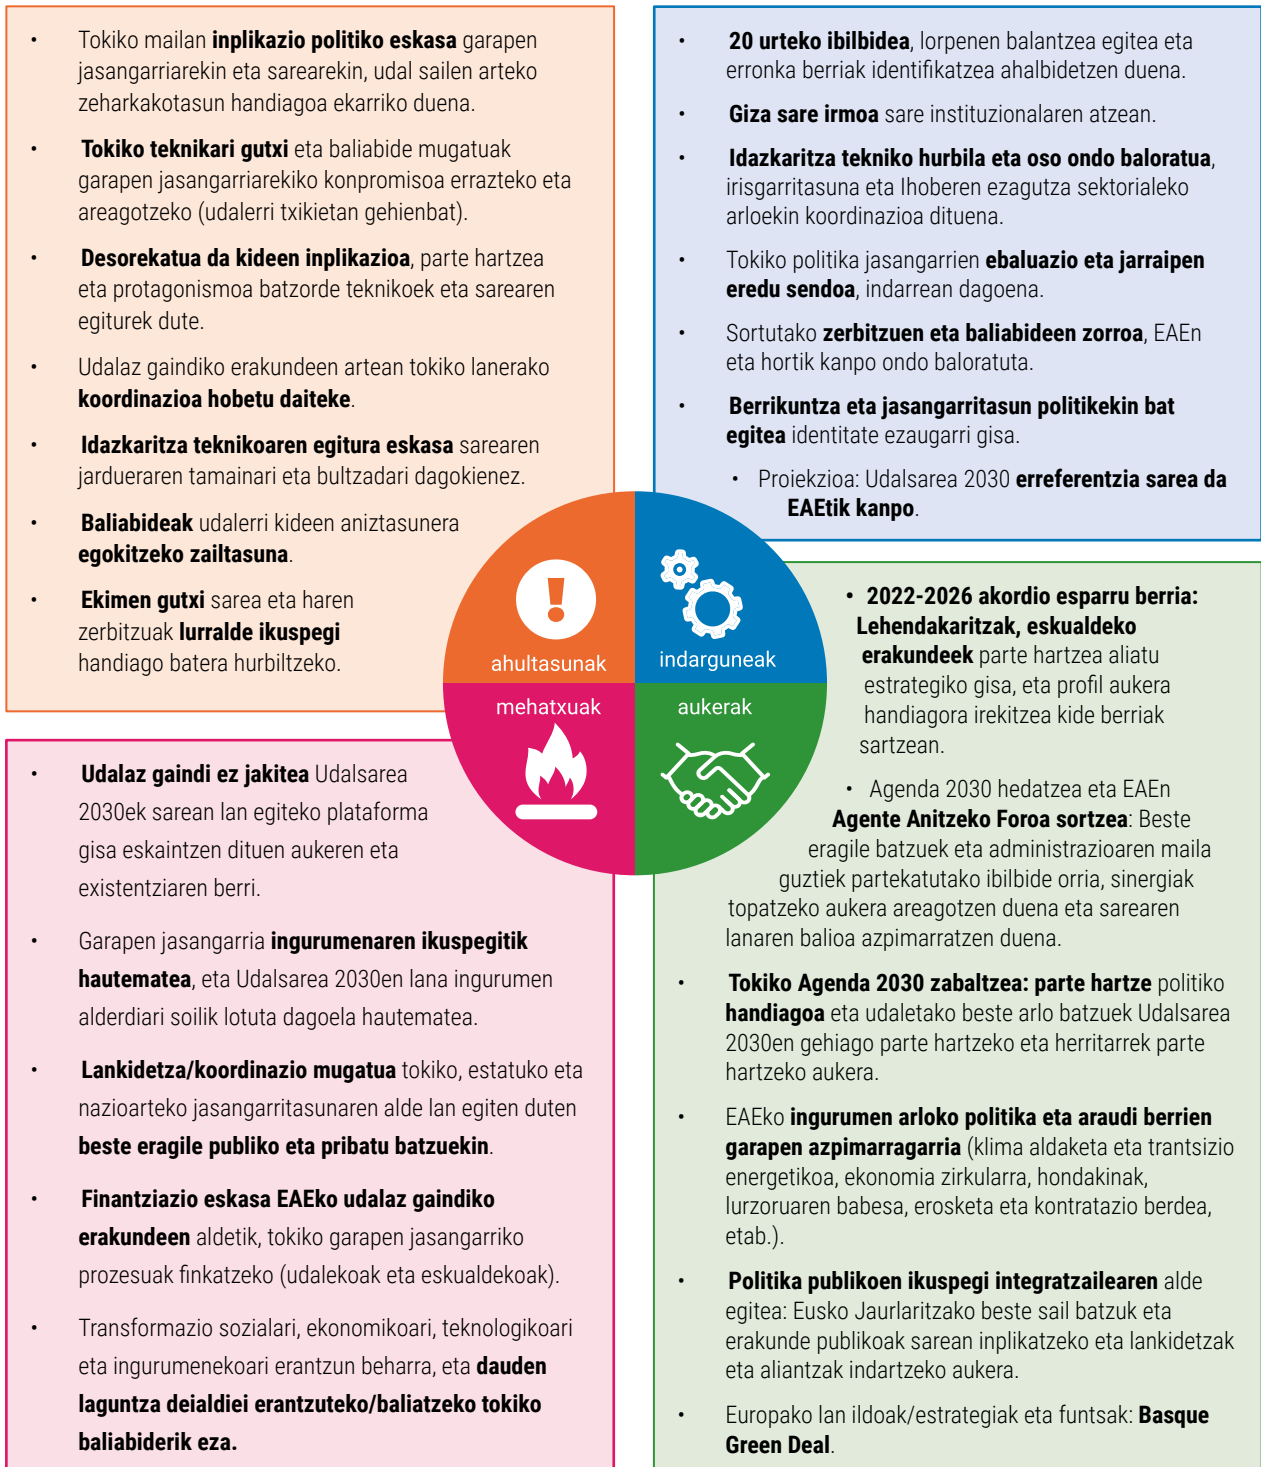 • Tokiko mailan inplikazio politiko eskasa garapen
jasangarriarekin eta sarearekin, udal sailen arteko
zeharkakotasun handiagoa ekarriko duena.
• Tokiko teknikari gutxi eta baliabide mugatuak
garapen jasangarriarekiko konpromisoa errazteko eta
areagotzeko (udalerri txikietan gehienbat).
• Desorekatua da kideen inplikazioa, parte hartzea
eta protagonismoa batzorde teknikoek eta sarearen
egiturek dute.
• Udalaz gaindiko erakundeen artean tokiko lanerako
koordinazioa hobetu daiteke.
• Idazkaritza teknikoaren egitura eskasa sarearen
jardueraren tamainari eta bultzadari dagokienez.
• Baliabideak udalerri kideen aniztasunera
egokitzeko zailtasuna.
• Ekimen gutxi sarea eta haren
zerbitzuak lurralde ikuspegi
handiago batera hurbiltzeko.
• 20 urteko ibilbidea, lorpenen balantzea egitea eta
erronka berriak identifikatzea ahalbidetzen duena.
• Giza sare irmoa sare instituzionalaren atzean.
• Idazkaritza tekniko hurbila eta oso ondo baloratua,
irisgarritasuna eta Ihoberen ezagutza sektorialeko
arloekin koordinazioa dituena.
• Tokiko politika jasangarrien ebaluazio eta jarraipen
eredu sendoa, indarrean dagoena.
• Sortutako zerbitzuen eta baliabideen zorroa, EAEn
eta hortik kanpo ondo baloratuta.
• Berrikuntza eta jasangarritasun politikekin bat
egitea identitate ezaugarri gisa.
• Proiekzioa: Udalsarea 2030 erreferentzia sarea da
EAEtik kanpo.
ahultasunak
indarguneak
mehatxuak
aukerak
• Udalaz gaindi ez jakitea Udalsarea
2030ek sarean lan egiteko plataforma
gisa eskaintzen dituen aukeren eta
existentziaren berri.
• Garapen jasangarria ingurumenaren ikuspegitik
hautematea, eta Udalsarea 2030en lana ingurumen
alderdiari soilik lotuta dagoela hautematea.
• Lankidetza/koordinazio mugatua tokiko, estatuko eta
nazioarteko jasangarritasunaren alde lan egiten duten
beste eragile publiko eta pribatu batzuekin.
• Finantziazio eskasa EAEko udalaz gaindiko
erakundeen aldetik, tokiko garapen jasangarriko
prozesuak finkatzeko (udalekoak eta eskualdekoak).
• Transformazio sozialari, ekonomikoari, teknologikoari
eta ingurumenekoari erantzun beharra, eta dauden
laguntza deialdiei erantzuteko/baliatzeko tokiko
baliabiderik eza.
• 2022-2026 akordio esparru berria:
Lehendakaritzak, eskualdeko
erakundeek parte hartzea aliatu
estrategiko gisa, eta profil aukera
handiagora irekitzea kide berriak
sartzean.
• Agenda 2030 hedatzea eta EAEn
Agente Anitzeko Foroa sortzea: Beste
eragile batzuek eta administrazioaren maila
guztiek partekatutako ibilbide orria, sinergiak
topatzeko aukera areagotzen duena eta sarearen
lanaren balioa azpimarratzen duena.
• Tokiko Agenda 2030 zabaltzea: parte hartze politiko
handiagoa eta udaletako beste arlo batzuek Udalsarea
2030en gehiago parte hartzeko eta herritarrek parte
hartzeko aukera.
• EAEko ingurumen arloko politika eta araudi berrien
garapen azpimarragarria (klima aldaketa eta trantsizio
energetikoa, ekonomia zirkularra, hondakinak,
lurzoruaren babesa, erosketa eta kontratazio berdea,
etab.).
• Politika publikoen ikuspegi integratzailearen alde
egitea: Eusko Jaurlaritzako beste sail batzuk eta
erakunde publikoak sarean inplikatzeko eta lankidetzak
eta aliantzak indartzeko aukera.
• Europako lan ildoak/estrategiak eta funtsak: Basque
Green Deal.